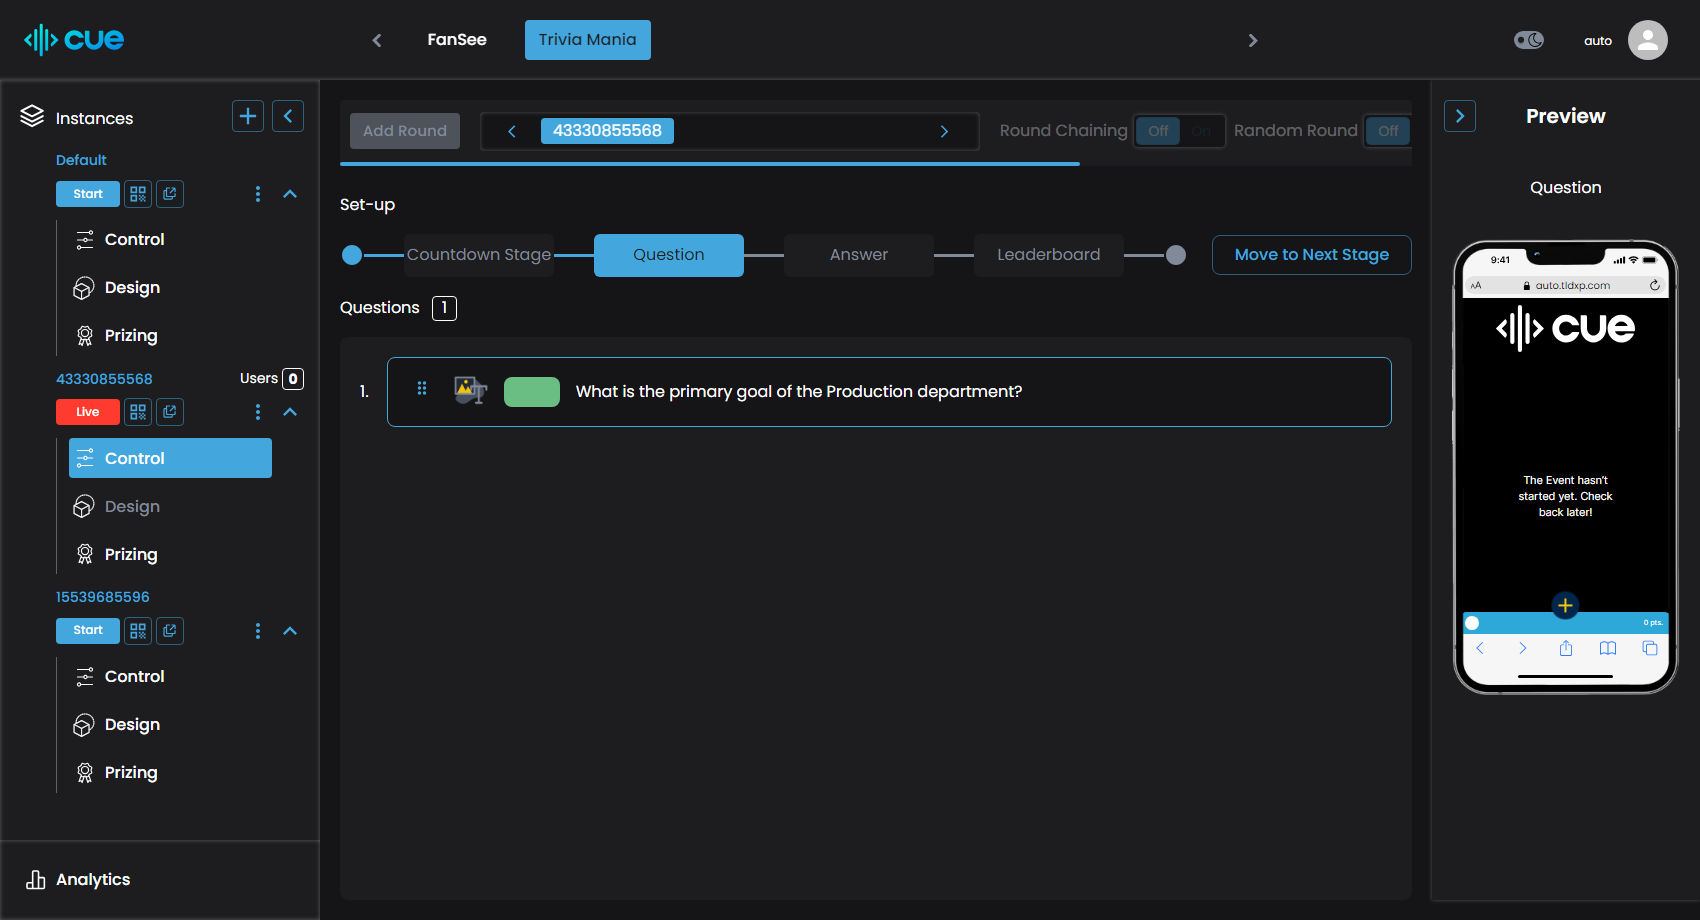 cue
FanSee
Trivia Mania
auto
Instances
Default
Start
Control
Design
Prizing
43330855568
Users 0
Live
Control
Design
Prizing
15539685596
Start
Control
Design
Prizing
Analytics
Add Round
43330855568
Round Chaining
Off
On
Random Round
Off
Set-up
Countdown Stage
Question
Answer
Leaderboard
Move to Next Stage
Questions 1
1. What is the primary goal of the Production department?
Preview
Question
9:41
AA auto.tldxp.com
cue
The Event hasn't
started yet. Check
back later!
0 pts.